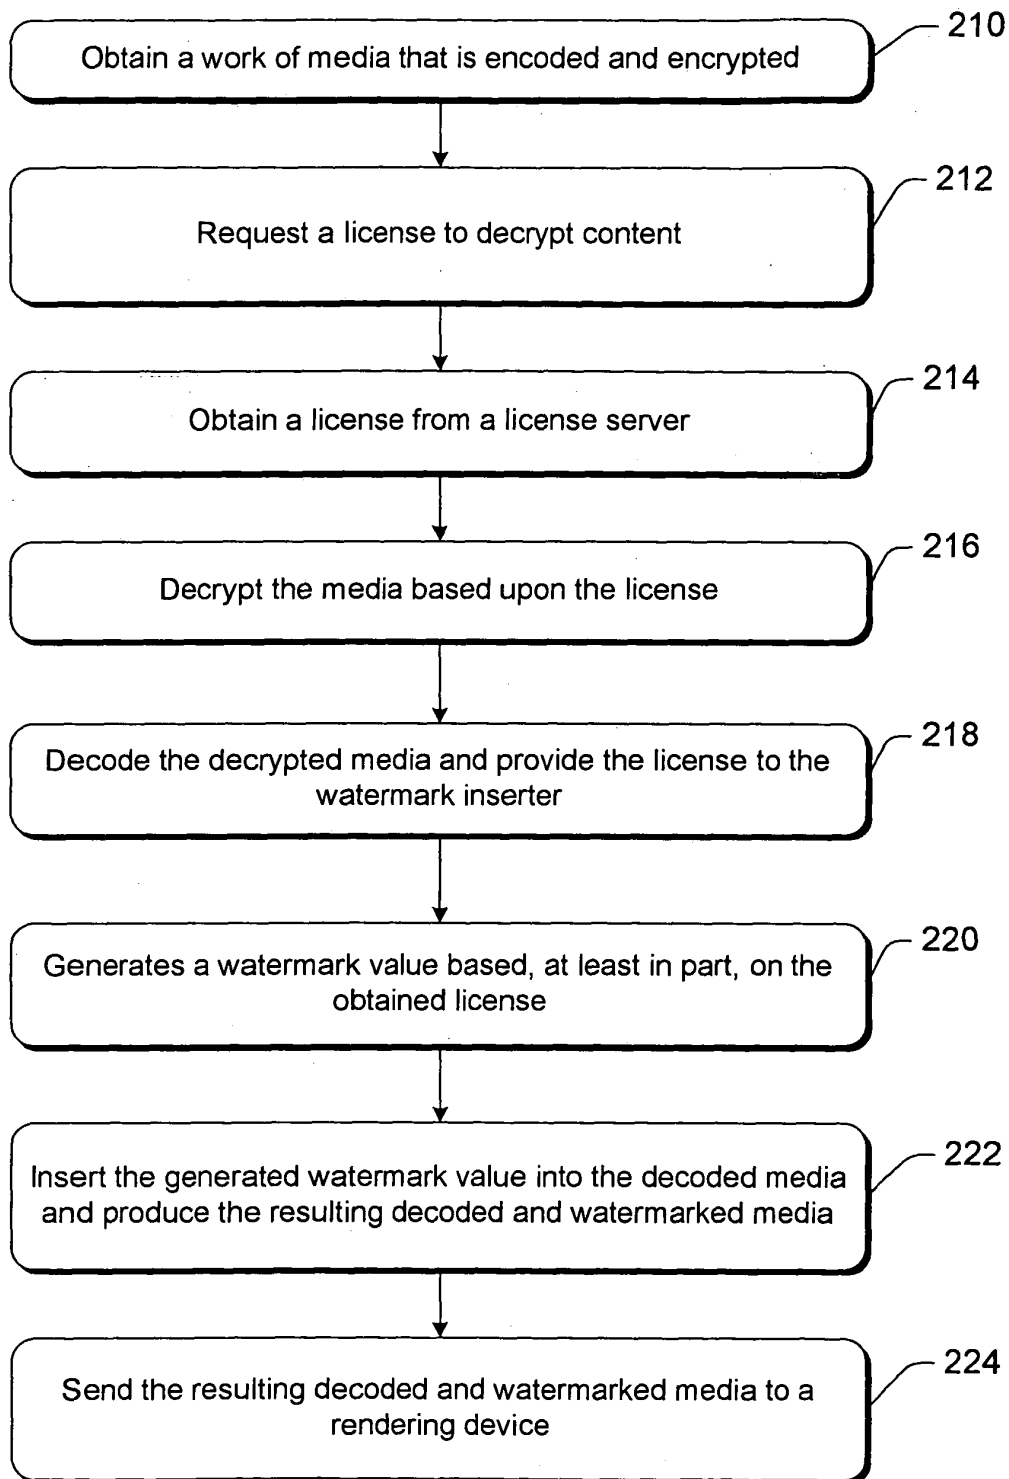 210
Obtain a work of media that is encoded and encrypted
212
Request a license to decrypt content
214
Obtain a license from a license server
216
Decrypt the media based upon the license
218
Decode the decrypted media and provide the license to the
watermark inserter
220
Generates a watermark value based, at least in part, on the
obtained license
222
Insert the generated watermark value into the decoded media
and produce the resulting decoded and watermarked media
224
Send the resulting decoded and watermarked media to a
rendering device